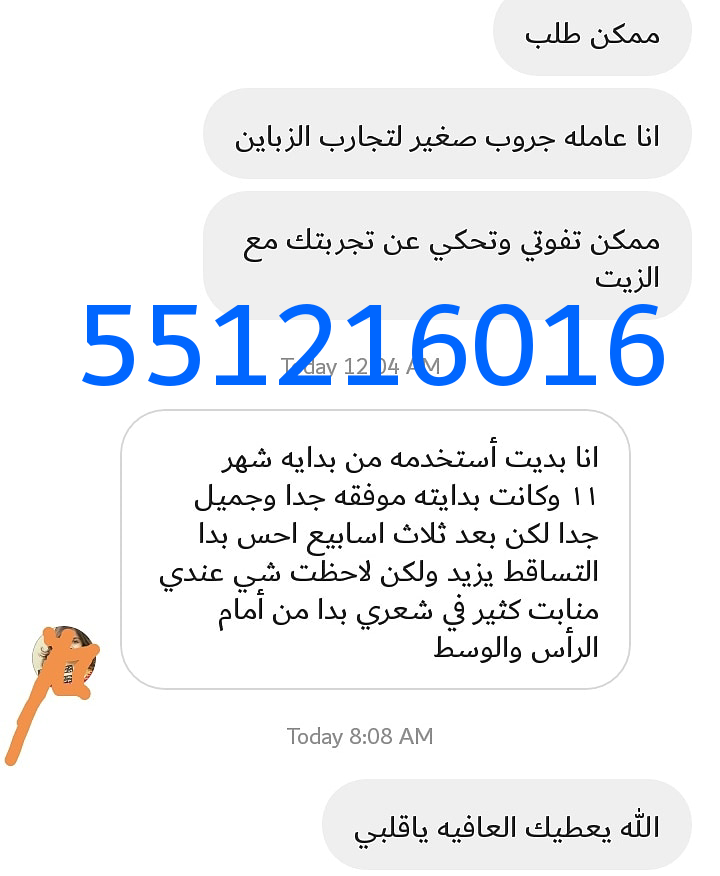 ممكن طلب
انا عامله جروب صغير لتجارب الزباين
ممكن تفوتي وتحكي عن تجربتك مع
الزيت
551216016
Today 12:04 AM
انا بديت أستخدمه من بدايه شهر
١١ وكانت بدايته موفقه جدا وجميل
جدا لكن بعد ثلاث اسابيع احس بدا
التساقط يزيد ولكن لاحظت شي عندي
منابت كثير في شعري بدا من أمام
الرأس والوسط
Today 8:08 AM
الله يعطيك العافيه ياقلبي